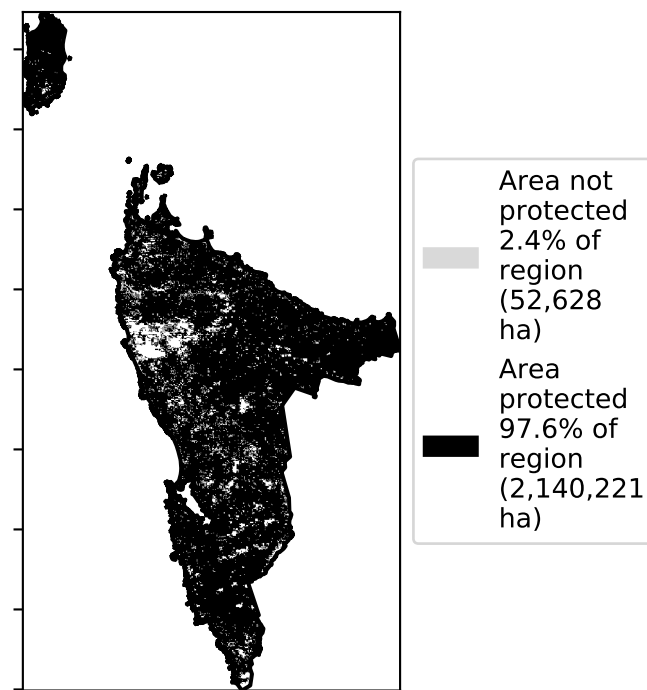 Area not
protected
2.4% of
region
(52,628
ha)
Area
protected
97.6% of
region
(2,140,221
ha)